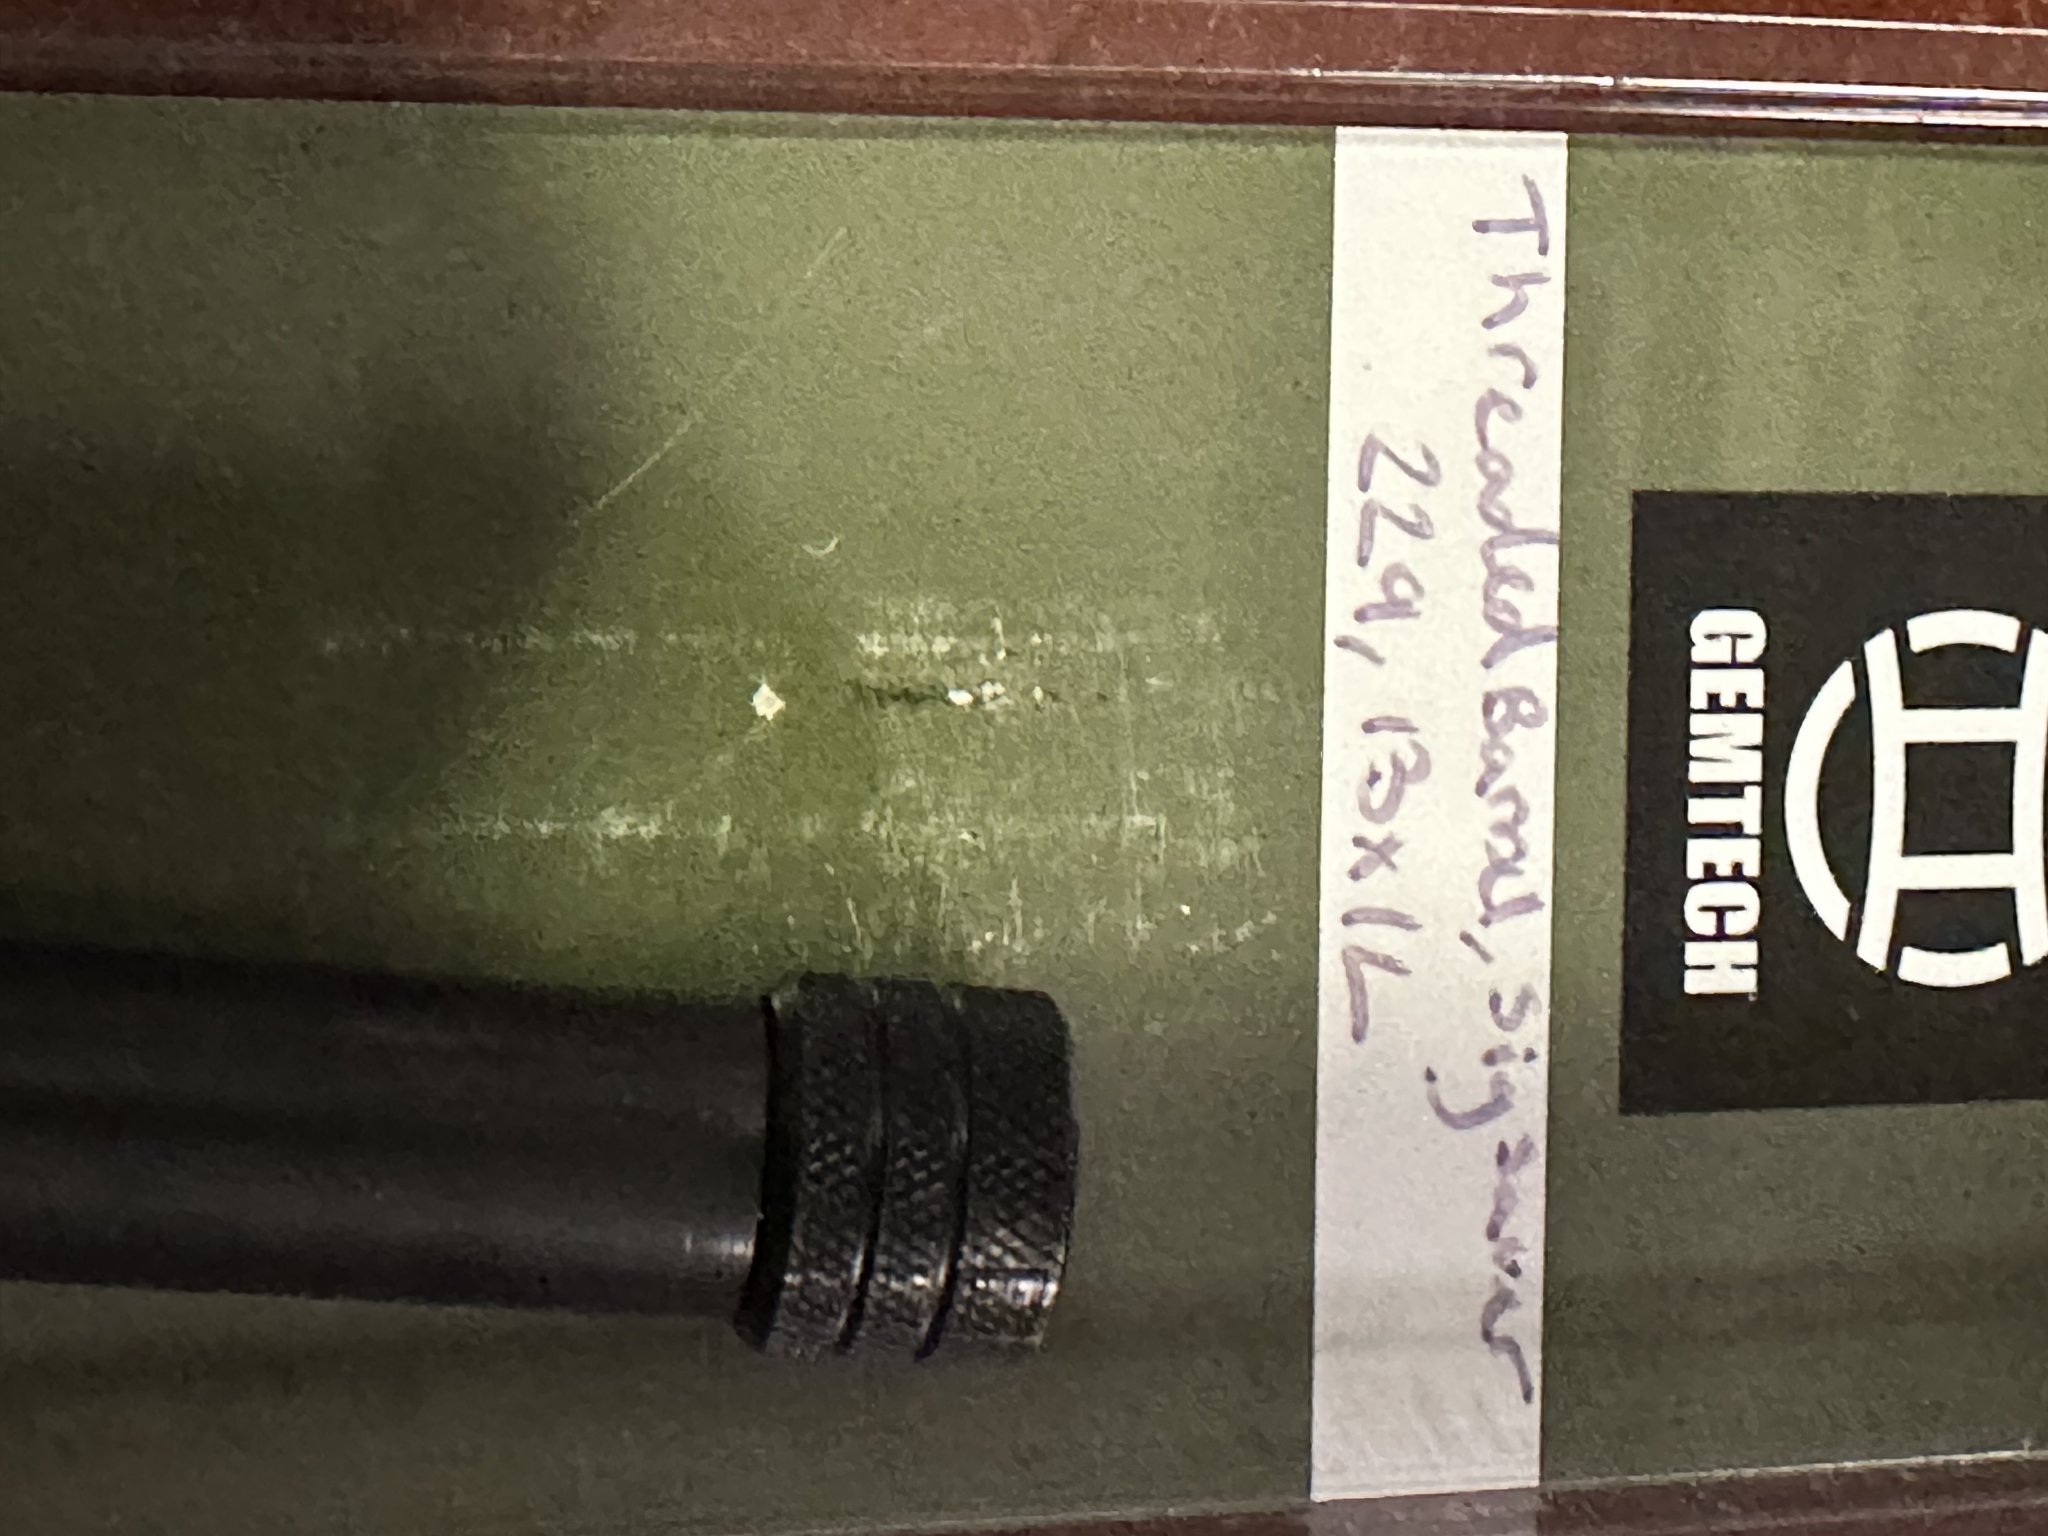 Threaded Barrel, Sig Sauer
229, 13x1L
GEMTECH